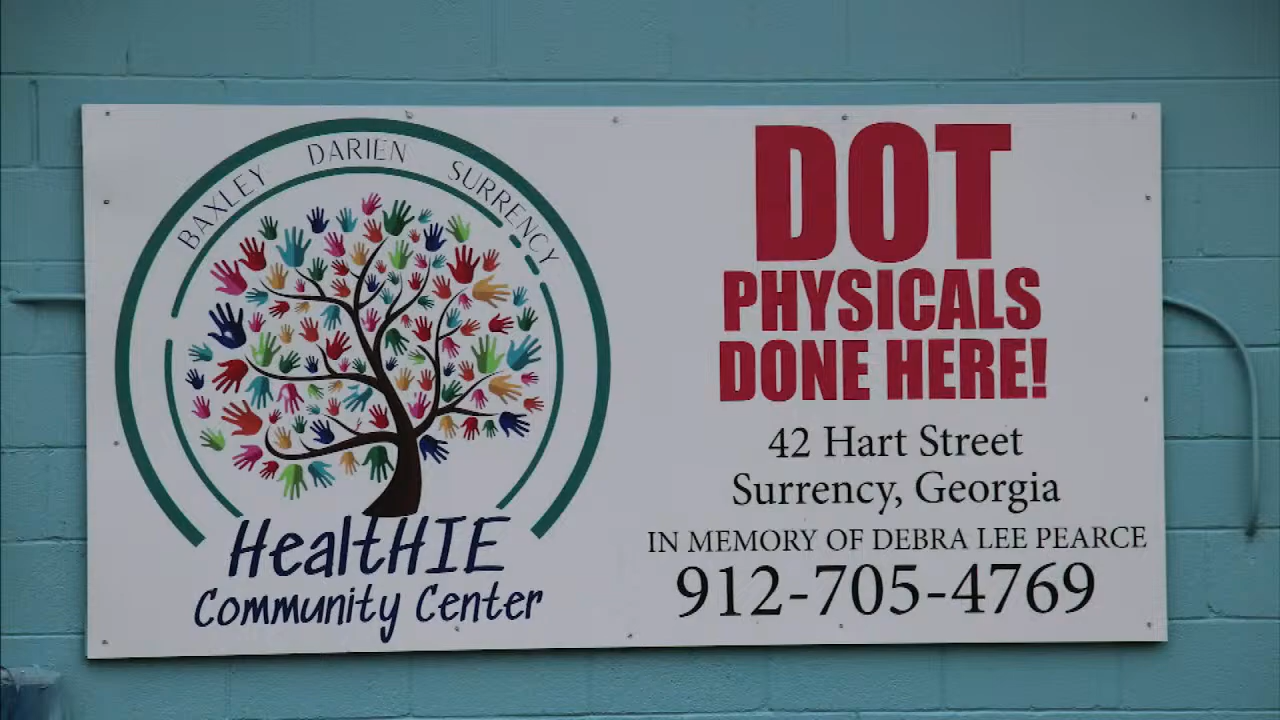 BAXLEY DARIEN SURRENCY
HealtHIE
Community Center
DOT
PHYSICALS
DONE HERE!
42 Hart Street
Surrency, Georgia
IN MEMORY OF DEBRA LEE PEARCE
912-705-4769